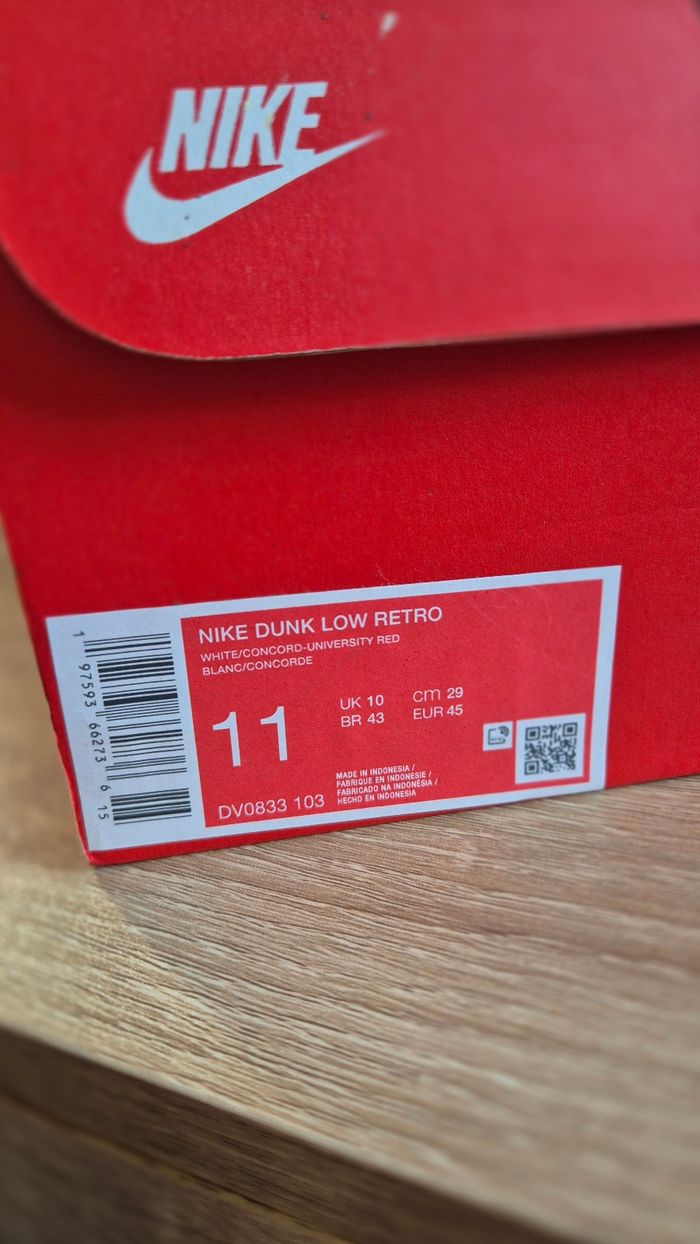 NIKE
NIKE DUNK LOW RETRO
WHITE/CONCORD-UNIVERSITY RED
BLANC/CONCORDE
11
UK 10 cm 29
BR 43 EUR 45
MADE IN INDONESIA /
FABRIQUE EN INDONÉSIE /
FABRICADO NA INDONÉSIA /
HECHO EN INDONESIA
DV0833 103
1 97593 66273 6 15